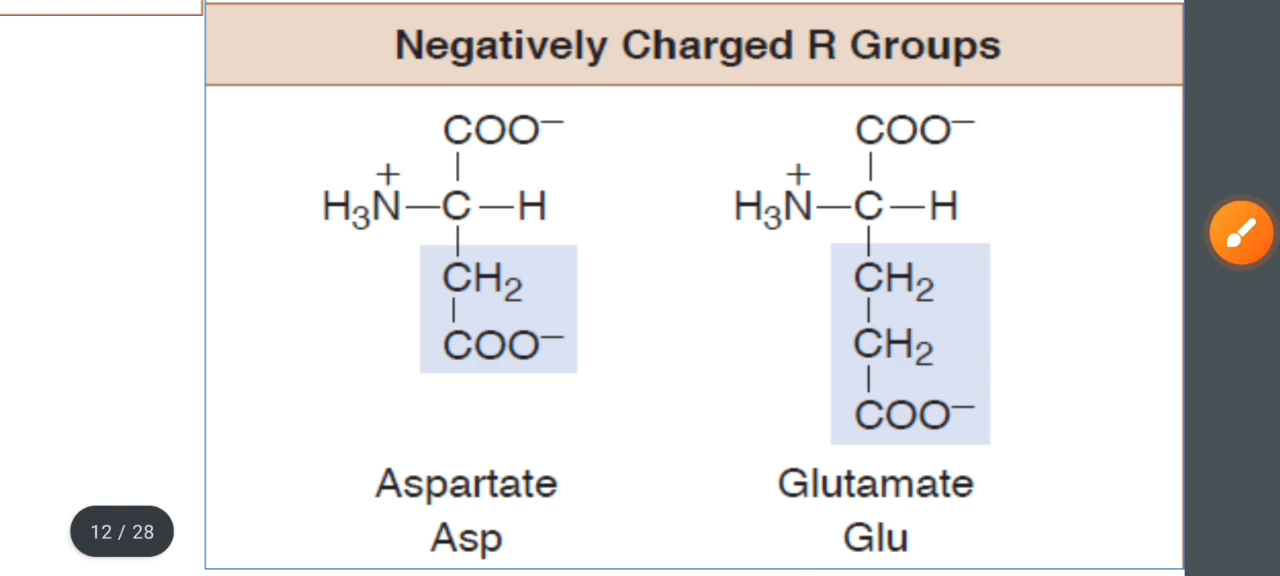 Negatively Charged R Groups
COO⁻ COO⁻
+ +
H₃N—C—H H₃N—C—H
CH₂ CH₂
COO⁻ CH₂
COO⁻
Aspartate Glutamate
Asp Glu
12 / 28